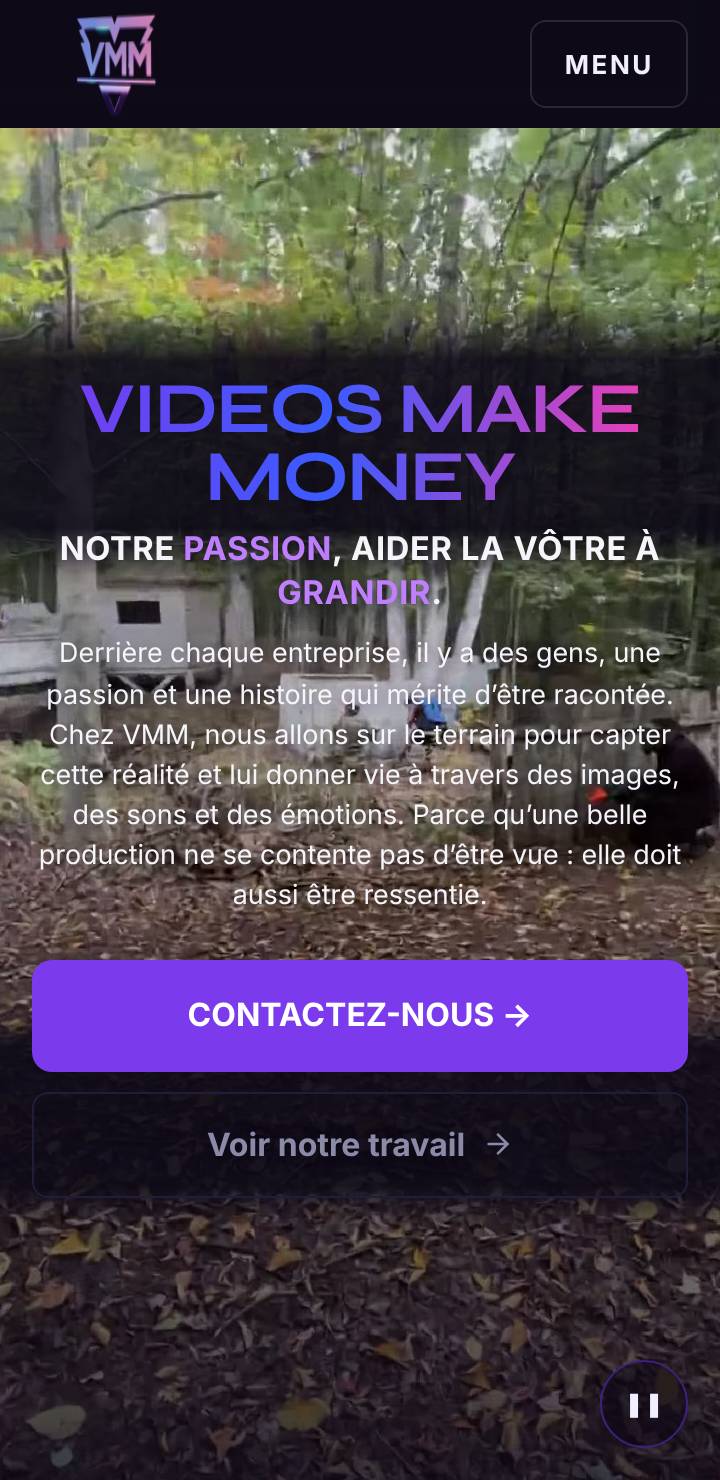 VMM
MENU
VIDEOS MAKE
MONEY
NOTRE PASSION, AIDER LA VÔTRE À
GRANDIR.
Derrière chaque entreprise, il y a des gens, une
passion et une histoire qui mérite d’être racontée.
Chez VMM, nous allons sur le terrain pour capter
cette réalité et lui donner vie à travers des images,
des sons et des émotions. Parce qu’une belle
production ne se contente pas d’être vue : elle doit
aussi être ressentie.
CONTACTEZ-NOUS →
Voir notre travail →